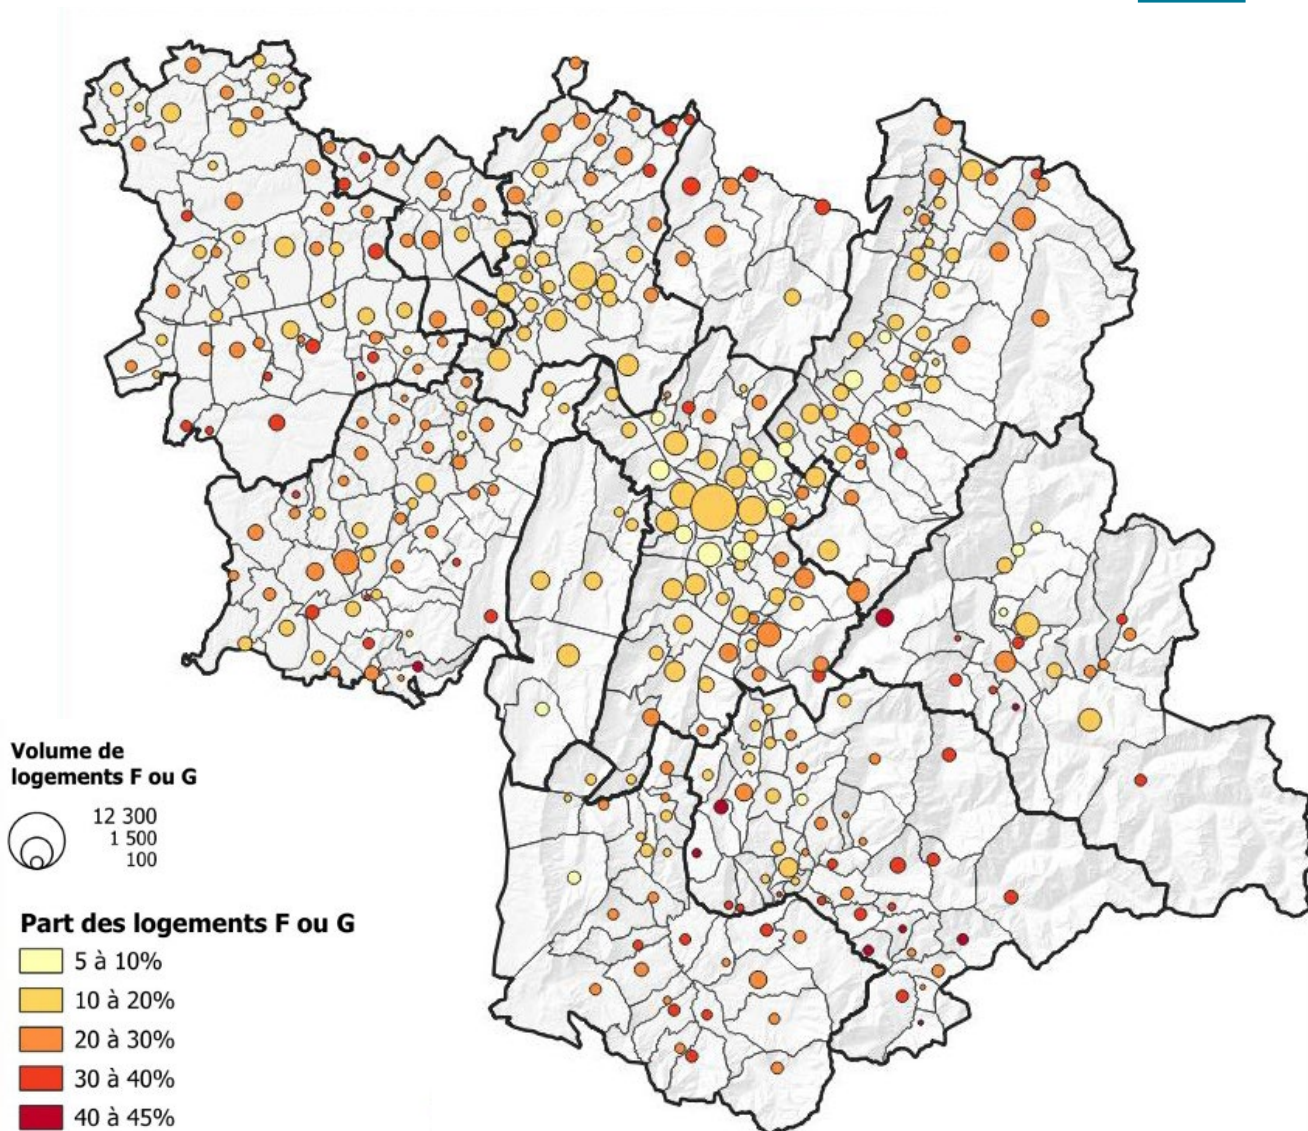 Volume de
logements F ou G
12 300
1 500
100
Part des logements F ou G
5 à 10%
10 à 20%
20 à 30%
30 à 40%
40 à 45%